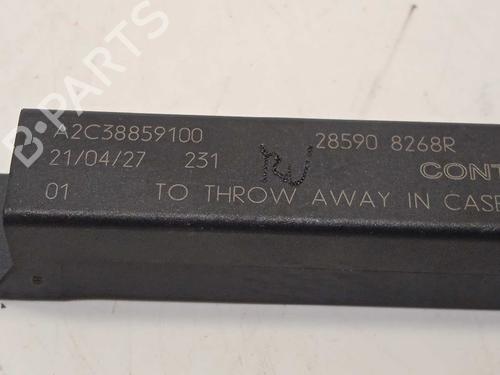 B-PARTS
A2C38859100 28590 8268R
21/04/27 231 CONT
01 TO THROW AWAY IN CASE